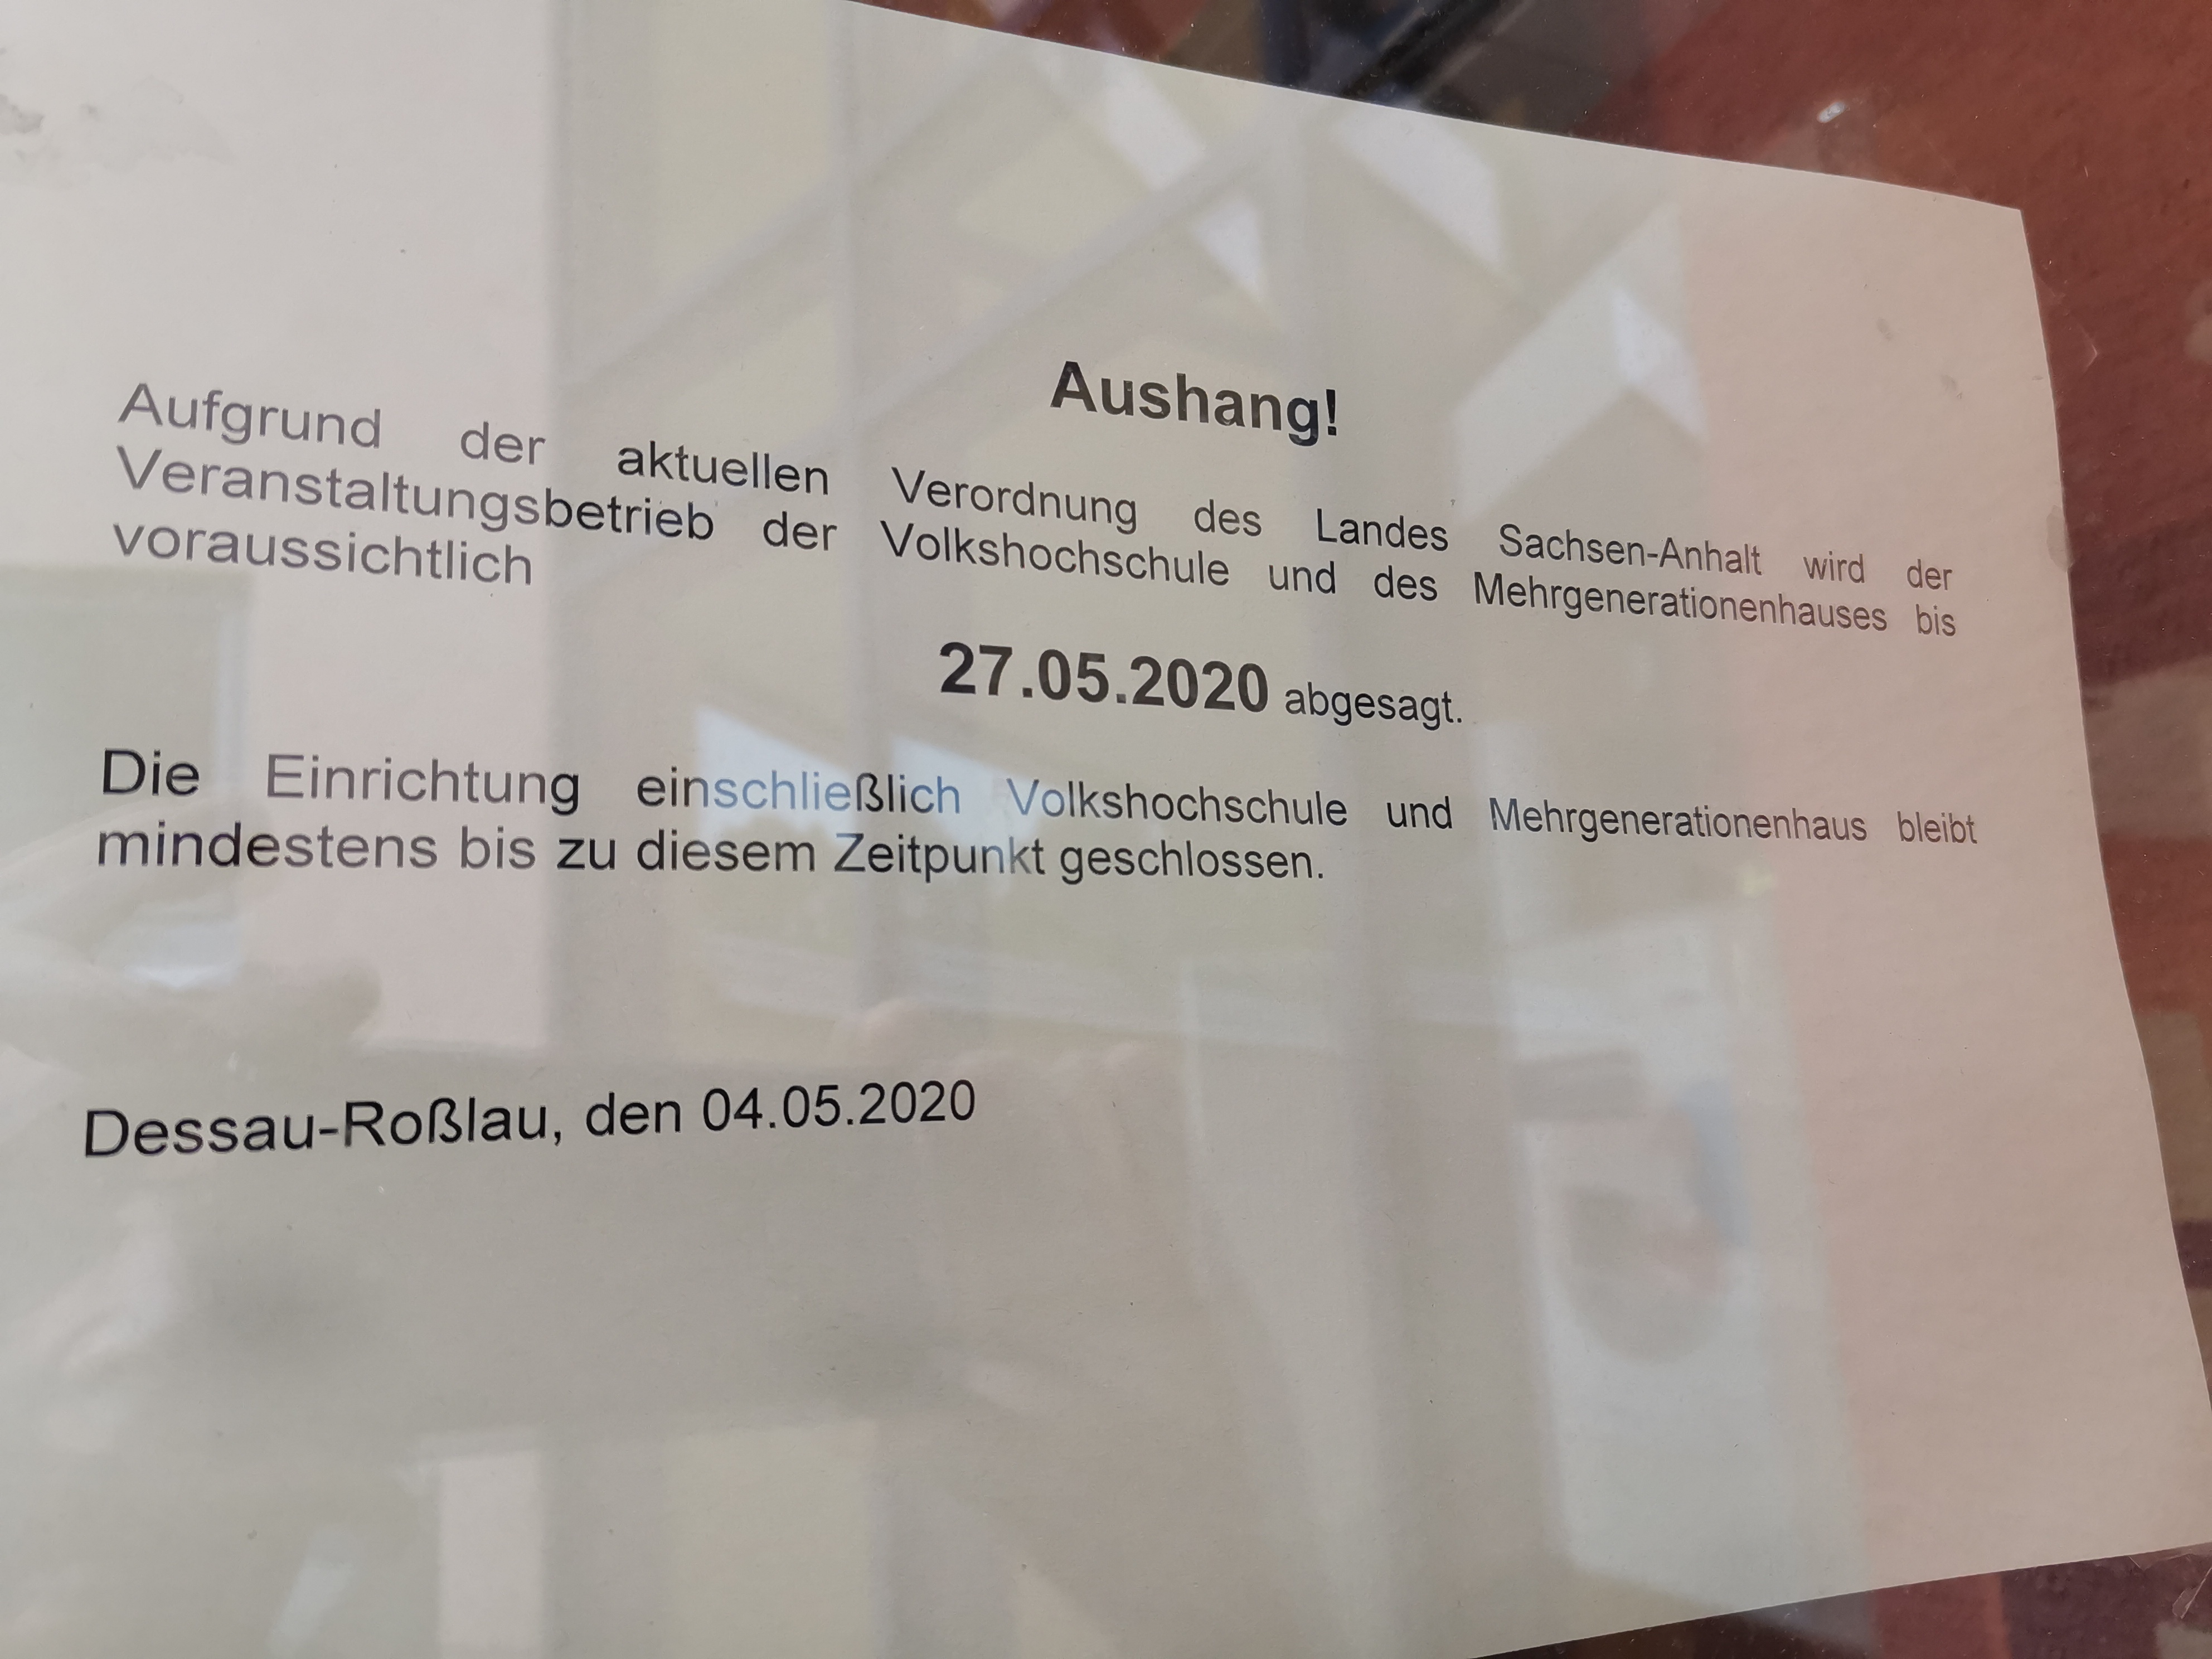 Aushang!
Aufgrund der aktuellen Verordnung des Landes Sachsen-Anhalt wird der
Veranstaltungsbetrieb der Volkshochschule und des Mehrgenerationenhauses bis
voraussichtlich
27.05.2020 abgesagt.
Die Einrichtung einschließlich Volkshochschule und Mehrgenerationenhaus bleibt
mindestens bis zu diesem Zeitpunkt geschlossen.
Dessau-Roßlau, den 04.05.2020